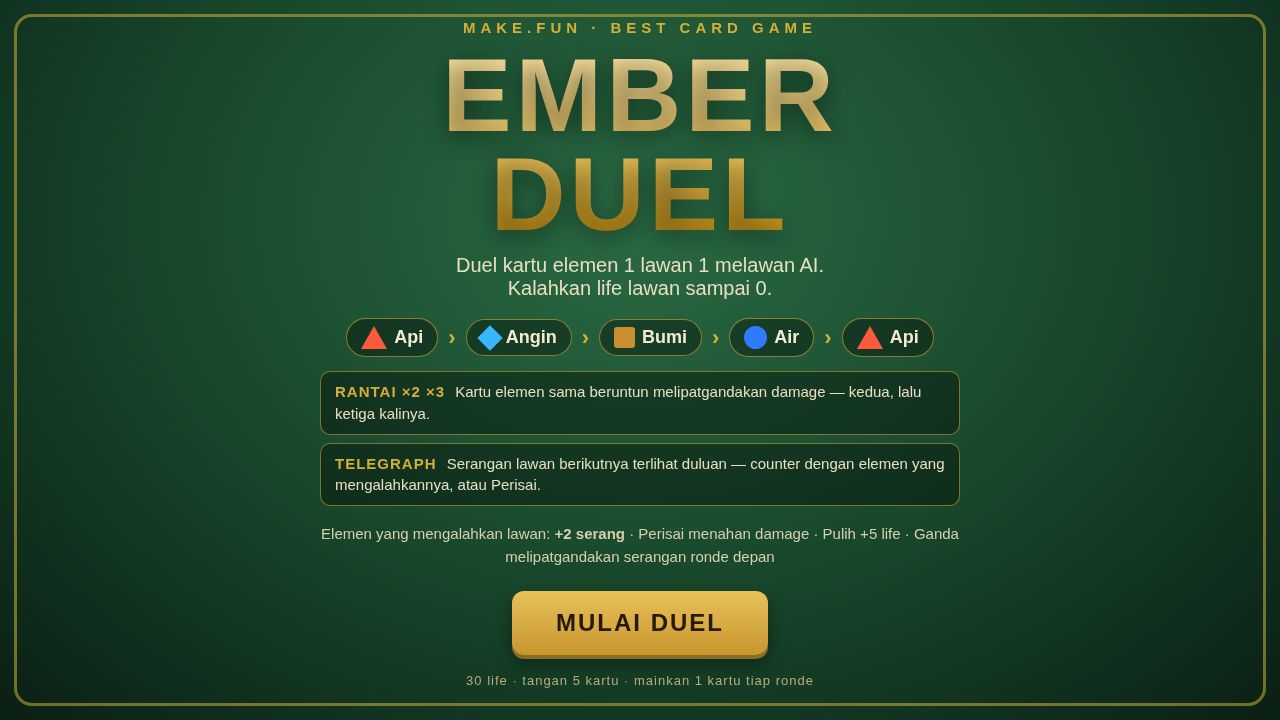 MAKE.FUN · BEST CARD GAME
EMBER
DUEL
Duel kartu elemen 1 lawan 1 melawan AI.
Kalahkan life lawan sampai 0.
Api › Angin › Bumi › Air › Api
RANTAI ×2 ×3 Kartu elemen sama beruntun melipatgandakan damage — kedua, lalu
ketiga kalinya.
TELEGRAPH Serangan lawan berikutnya terlihat duluan — counter dengan elemen yang
mengalahkannya, atau Perisai.
Elemen yang mengalahkan lawan: +2 serang · Perisai menahan damage · Pulih +5 life · Ganda
melipatgandakan serangan ronde depan
MULAI DUEL
30 life · tangan 5 kartu · mainkan 1 kartu tiap ronde